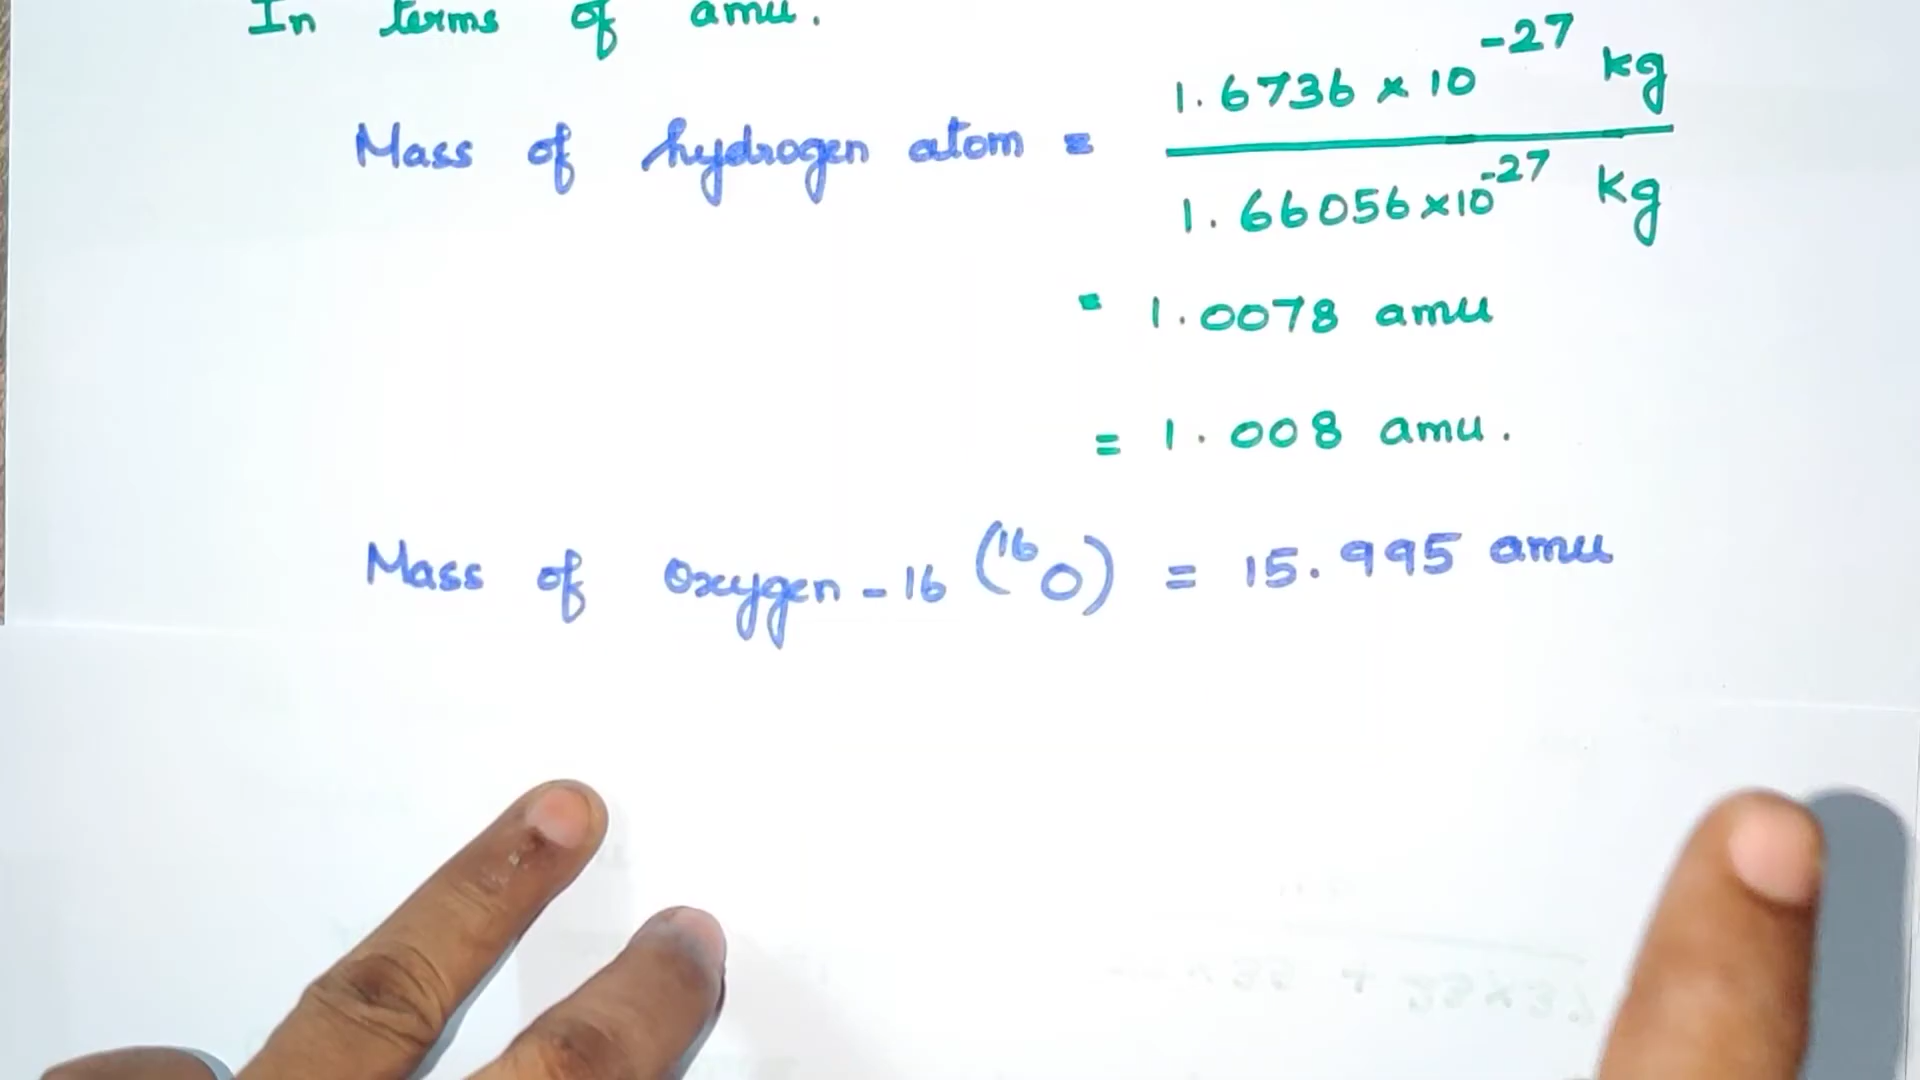 In terms of amu.
Mass of hydrogen atom = 1.6736 × 10⁻²⁷ kg
1.66056×10⁻²⁷ kg
= 1.0078 amu
= 1.008 amu.
Mass of Oxygen-16 (¹⁶O) = 15.995 amu